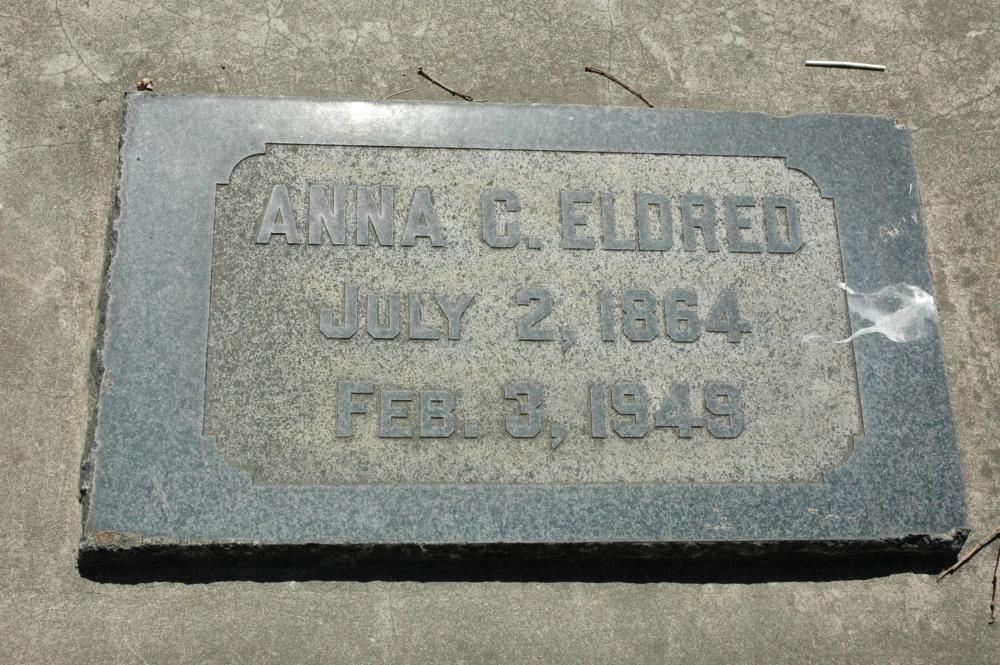 ANNA C. ELDRED
JULY 2, 1864
FEB. 3, 1949